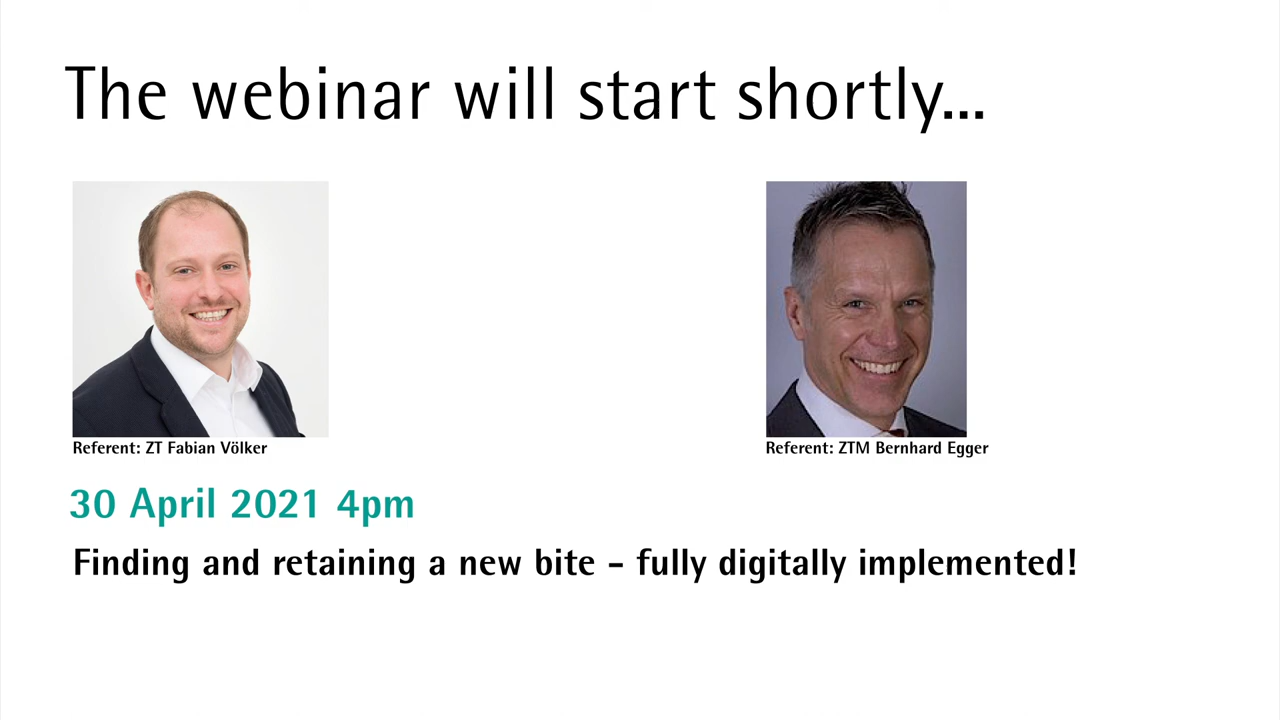 The webinar will start shortly...
Referent: ZT Fabian Völker
Referent: ZTM Bernhard Egger
30 April 2021 4pm
Finding and retaining a new bite - fully digitally implemented!